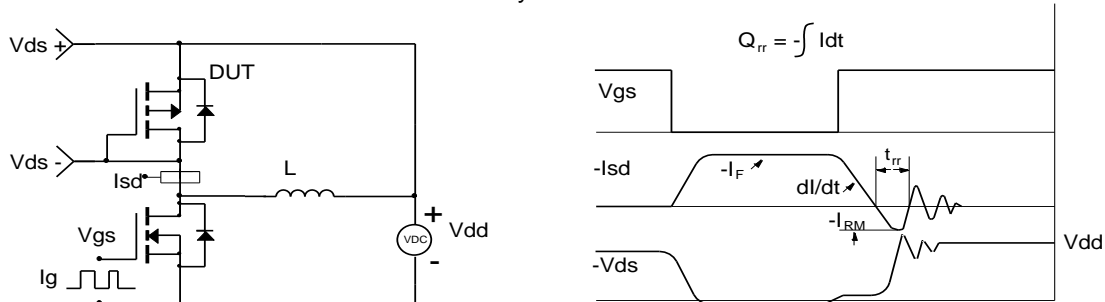 Vds +
DUT
Vds -
Isd
L
Vgs
Ig
VDC
+
-
Vdd
Qrr = -∫ Idt
Vgs
-Isd
-IF
dI/dt
trr
-IRM
Vdd
-Vds